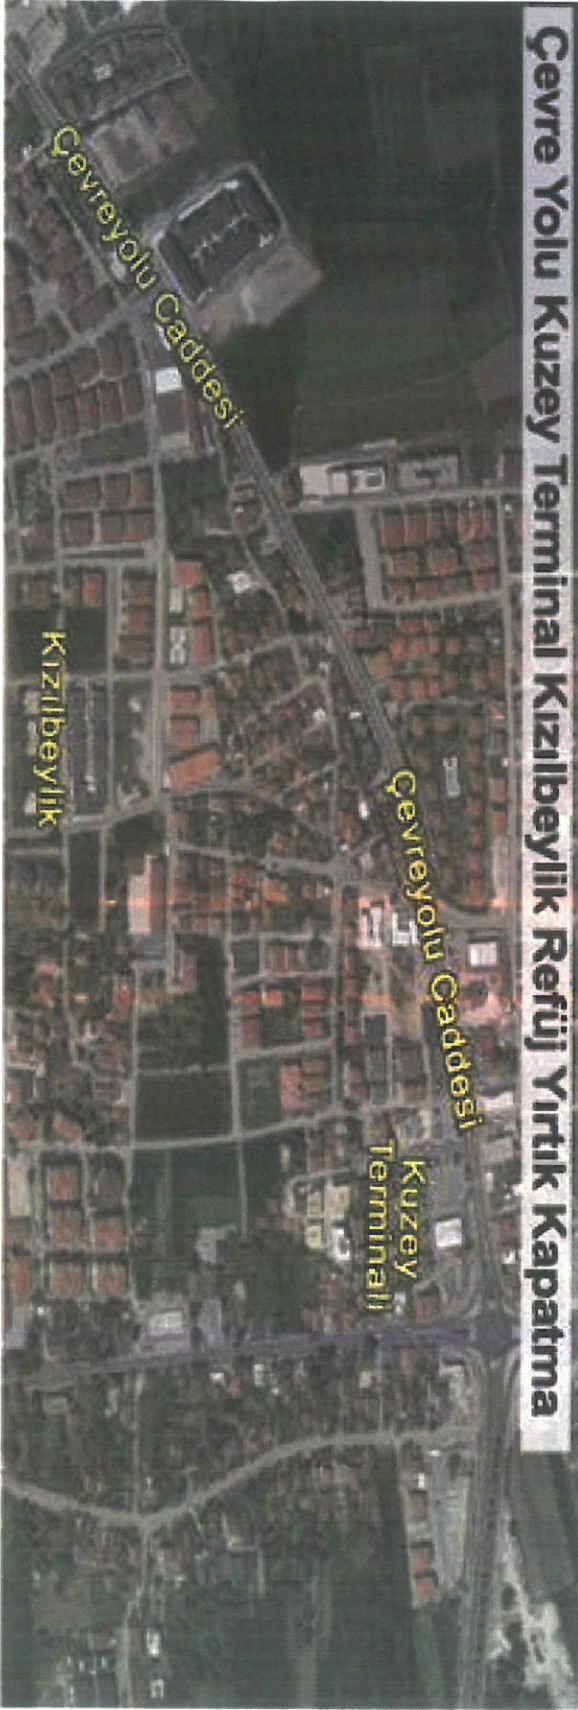 Çevre Yolu Kuzey Terminal Kızılbeylik Refüj Yırtık Kapatma
Çevreyolu Caddesi
Çevreyolu Caddesi
Kuzey
Terminali
Kızılbeylik